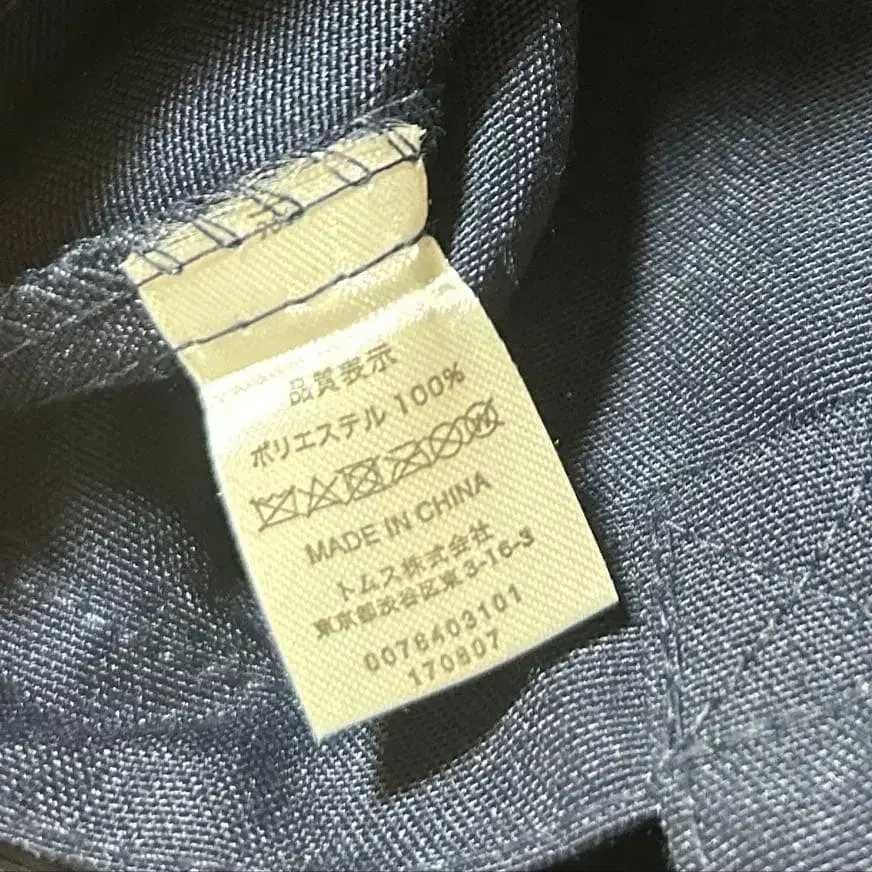 品質表示
ポリエステル 100%
MADE IN CHINA
トムス株式会社
東京都渋谷区東3-16-3
0078403101
170807